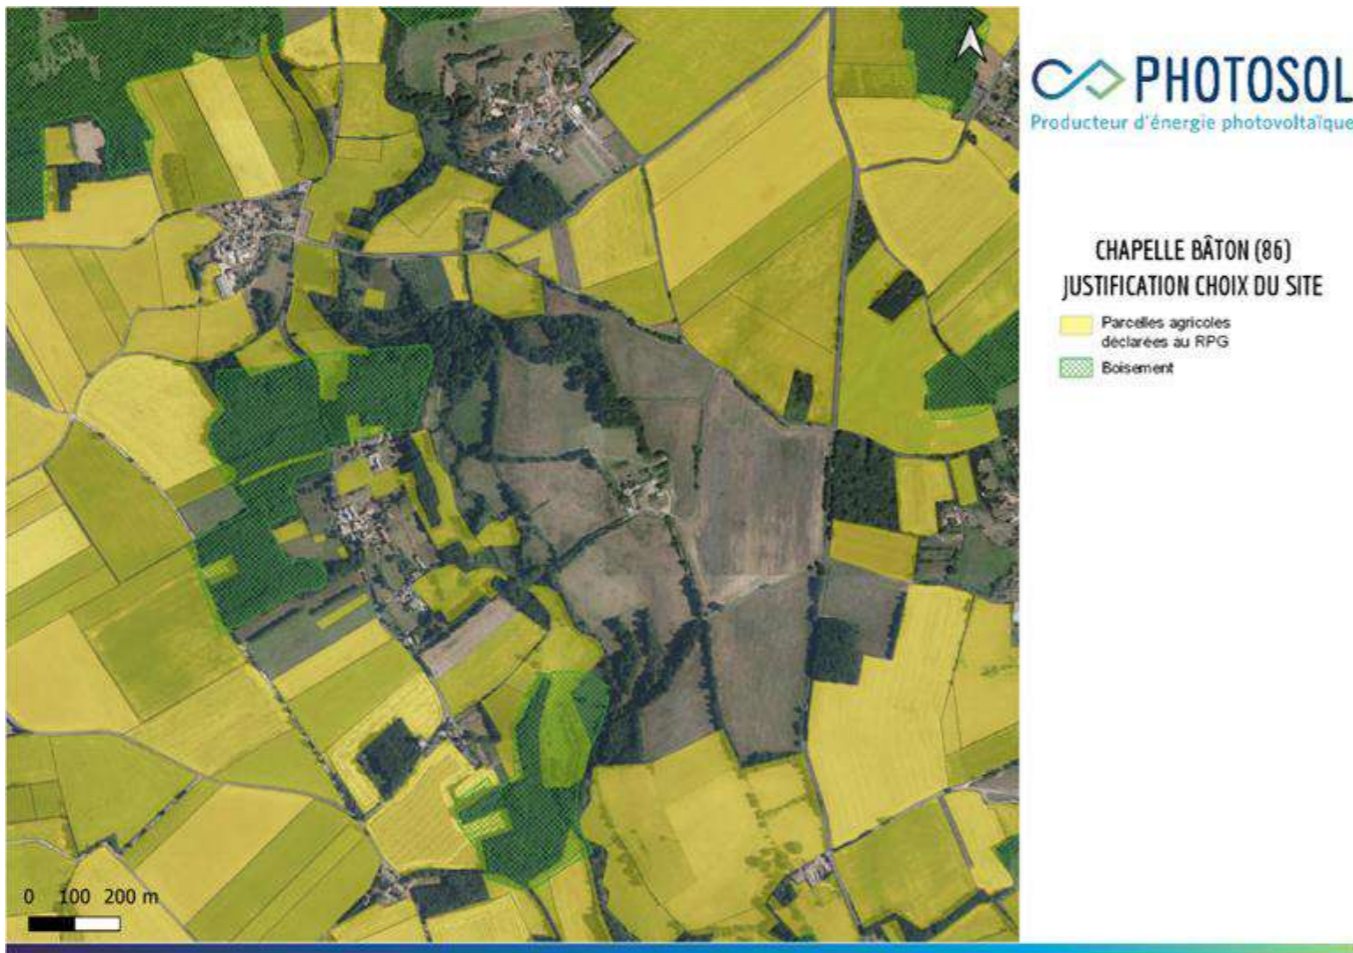 PHOTOSOL
Producteur d'énergie photovoltaïque
CHAPELLE BÂTON (86)
JUSTIFICATION CHOIX DU SITE
Parcelles agricoles
déclarées au RPG
Boisement
0 100 200 m